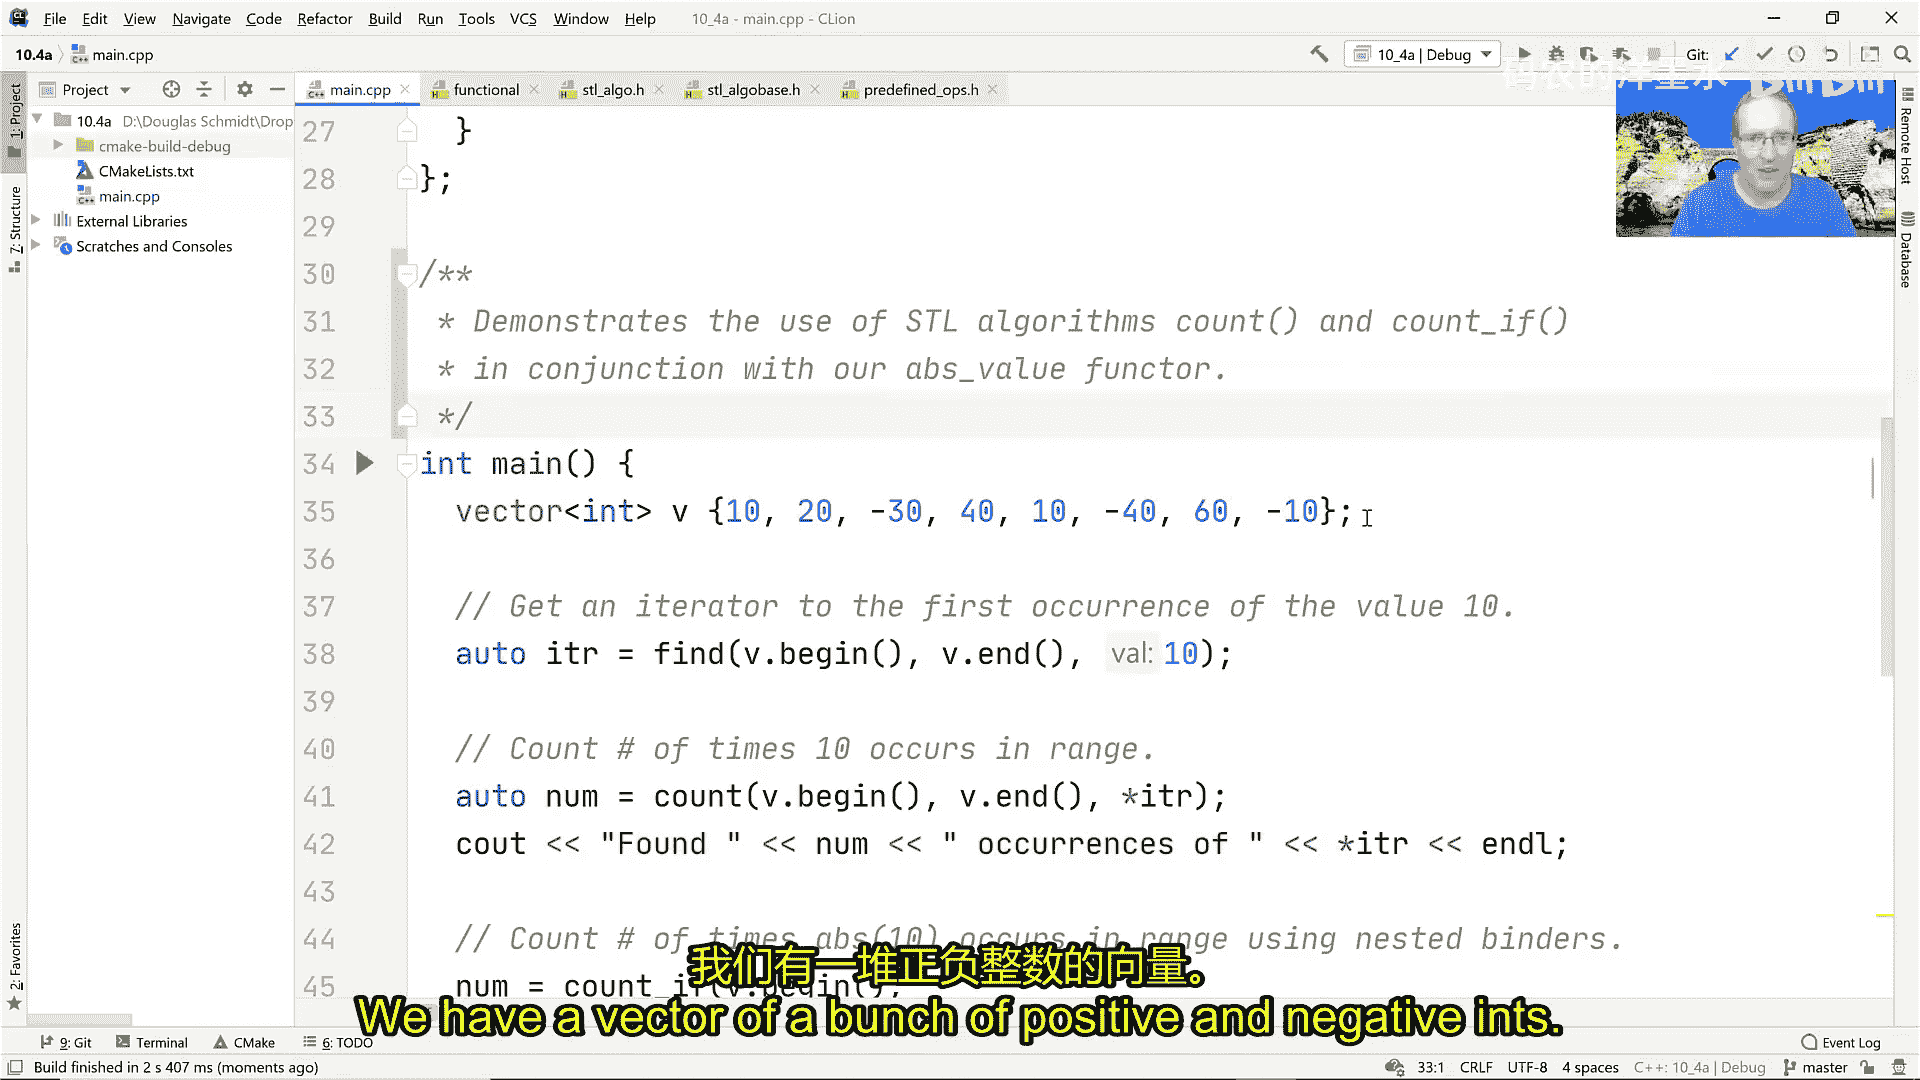 File Edit View Navigate Code Refactor Build Run Tools VCS Window Help 10_4a - main.cpp - CLion
10.4a main.cpp 10_4a | Debug Git:
Project main.cpp functional stl_algo.h stl_algobase.h predefined_ops.h
1: Project
7: Structure
2: Favorites
10.4a D:\Douglas Schmidt\Drop
cmake-build-debug
CMakeLists.txt
main.cpp
External Libraries
Scratches and Consoles
27 }
28 };
29
30 /**
31 * Demonstrates the use of STL algorithms count() and count_if()
32 * in conjunction with our abs_value functor.
33 */
34 int main() {
35 vector<int> v {10, 20, -30, 40, 10, -40, 60, -10};
36
37 // Get an iterator to the first occurrence of the value 10.
38 auto itr = find(v.begin(), v.end(), val: 10);
39
40 // Count # of times 10 occurs in range.
41 auto num = count(v.begin(), v.end(), *itr);
42 cout << "Found " << num << " occurrences of " << *itr << endl;
43
44 // Count # of times abs(10) occurs in range using nested binders.
45 num = count_if(v.begin(),
我们有一堆正负整数的向量。
We have a vector of a bunch of positive and negative ints.
Remote Host
Database
9: Git Terminal CMake 6: TODO Event Log
Build finished in 2 s 407 ms (moments ago) 33:1 CRLF UTF-8 4 spaces C++: 10_4a | Debug master